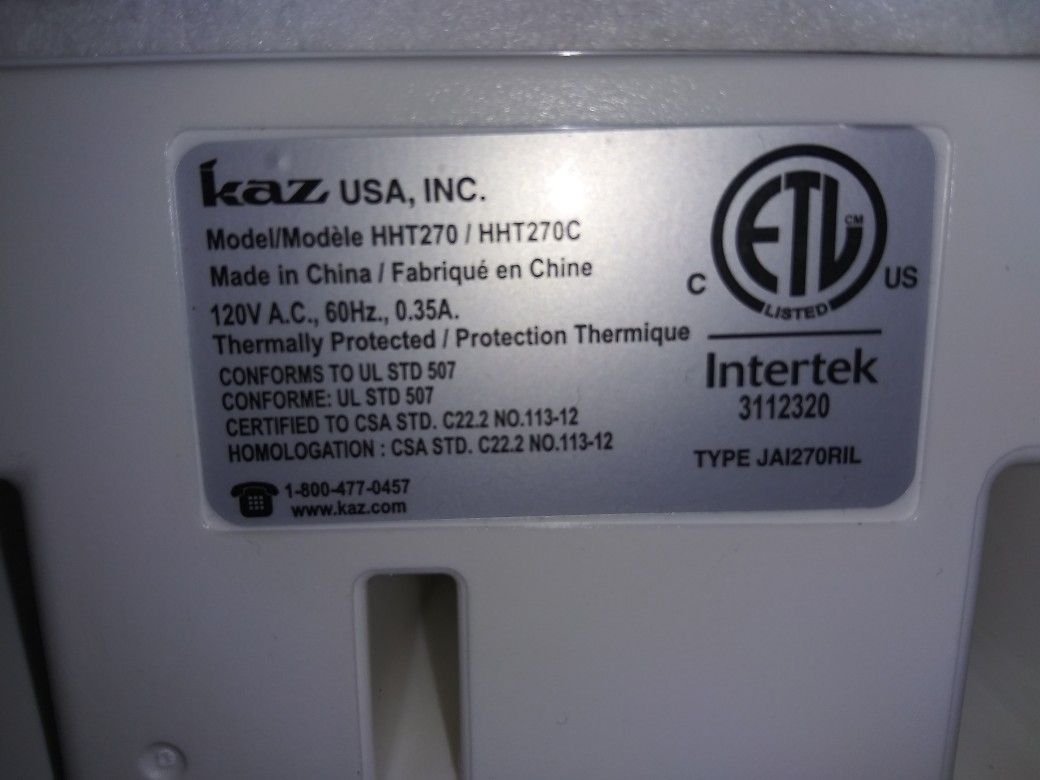 kaz USA, INC.
Model/Modèle HHT270 / HHT270C
Made in China / Fabriqué en Chine
120V A.C., 60Hz., 0.35A.
Thermally Protected / Protection Thermique
CONFORMS TO UL STD 507
CONFORME: UL STD 507
CERTIFIED TO CSA STD. C22.2 NO.113-12
HOMOLOGATION : CSA STD. C22.2 NO.113-12
1-800-477-0457
www.kaz.com
ETL CM
C US
LISTED
Intertek
3112320
TYPE JAI270RIL